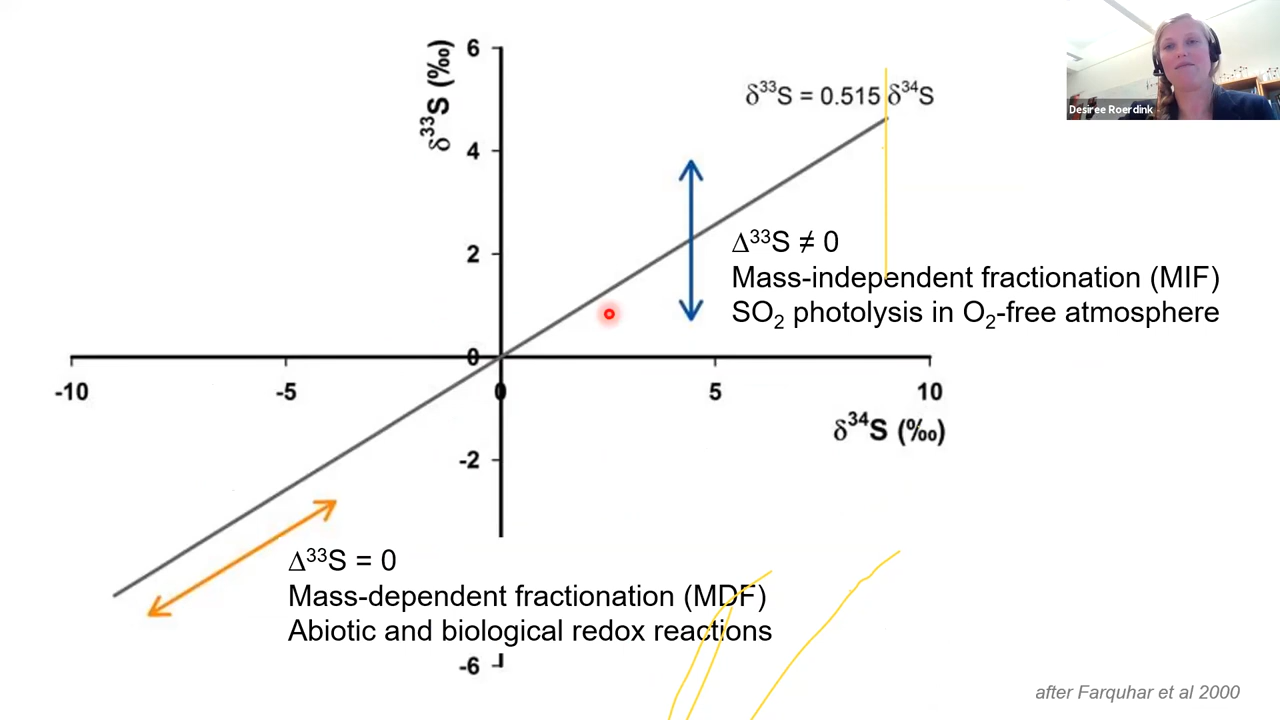 Desiree Roerdink
δ³³S (‰)
6
4
2
0
-2
-6
δ³³S = 0.515 δ³⁴S
Δ³³S ≠ 0
Mass-independent fractionation (MIF)
SO₂ photolysis in O₂-free atmosphere
-10
-5
0
5
10
δ³⁴S (‰)
Δ³³S = 0
Mass-dependent fractionation (MDF)
Abiotic and biological redox reactions
after Farquhar et al 2000